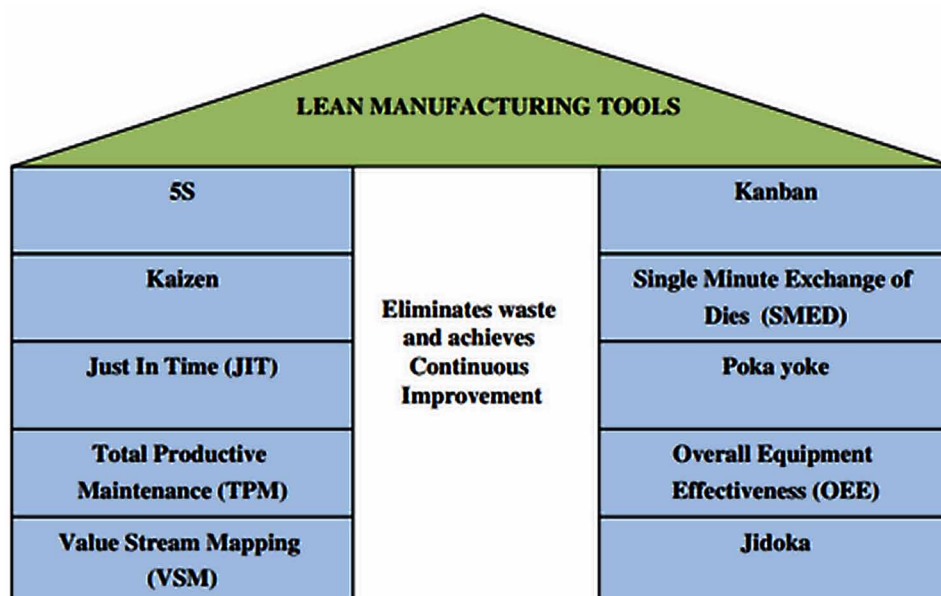 LEAN MANUFACTURING TOOLS
5S
Kaizen
Just In Time (JIT)
Total Productive
Maintenance (TPM)
Value Stream Mapping
(VSM)
Eliminates waste
and achieves
Continuous
Improvement
Kanban
Single Minute Exchange of
Dies (SMED)
Poka yoke
Overall Equipment
Effectiveness (OEE)
Jidoka